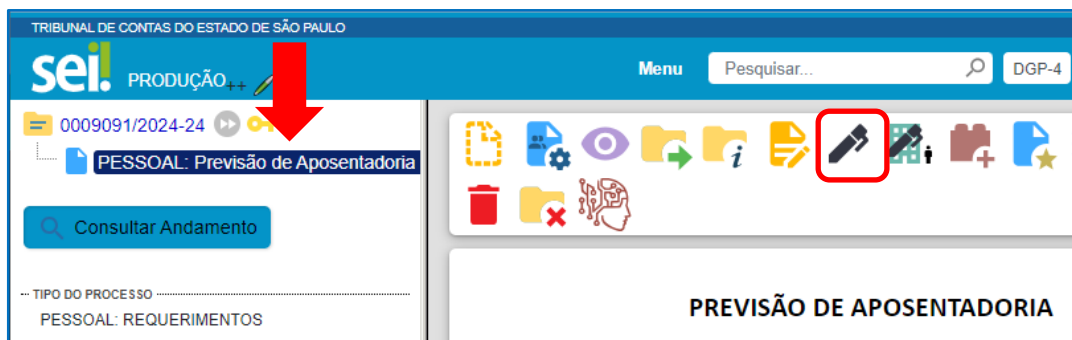 TRIBUNAL DE CONTAS DO ESTADO DE SÃO PAULO
sei! PRODUÇÃO++ Menu Pesquisar... DGP-4
0009091/2024-24
PESSOAL: Previsão de Aposentadoria
Consultar Andamento
TIPO DO PROCESSO
PESSOAL: REQUERIMENTOS
PREVISÃO DE APOSENTADORIA